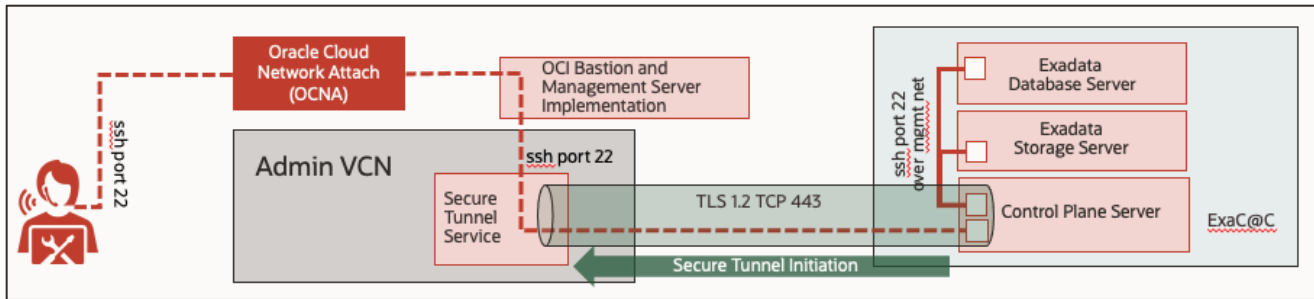 Oracle Cloud
Network Attach
(OCNA)
OCI Bastion and
Management Server
Implementation
ssh port 22
Admin VCN
ssh port 22
Secure
Tunnel
Service
TLS 1.2 TCP 443
Secure Tunnel Initiation
ssh port 22
over mgmt net
Exadata
Database Server
Exadata
Storage Server
Control Plane Server
ExaC@C